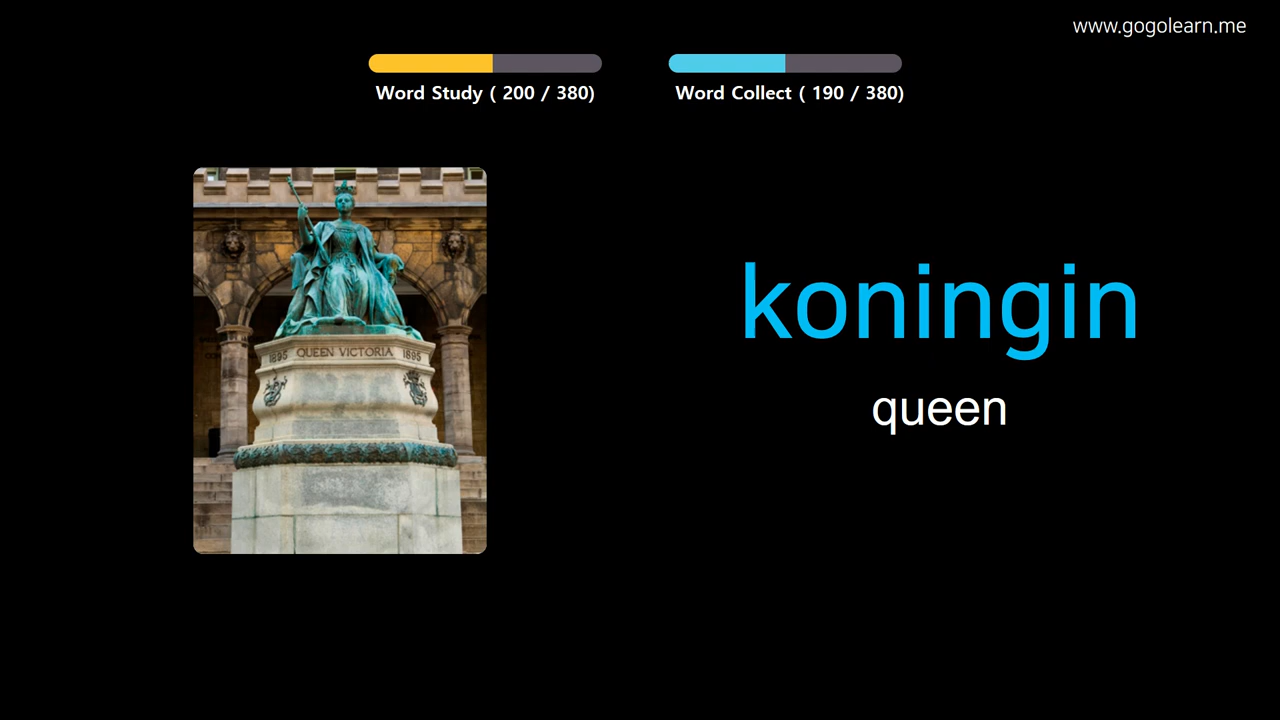 www.gogolearn.me
Word Study ( 200 / 380)
Word Collect ( 190 / 380)
koningin
queen
1895 QUEEN VICTORIA 1895